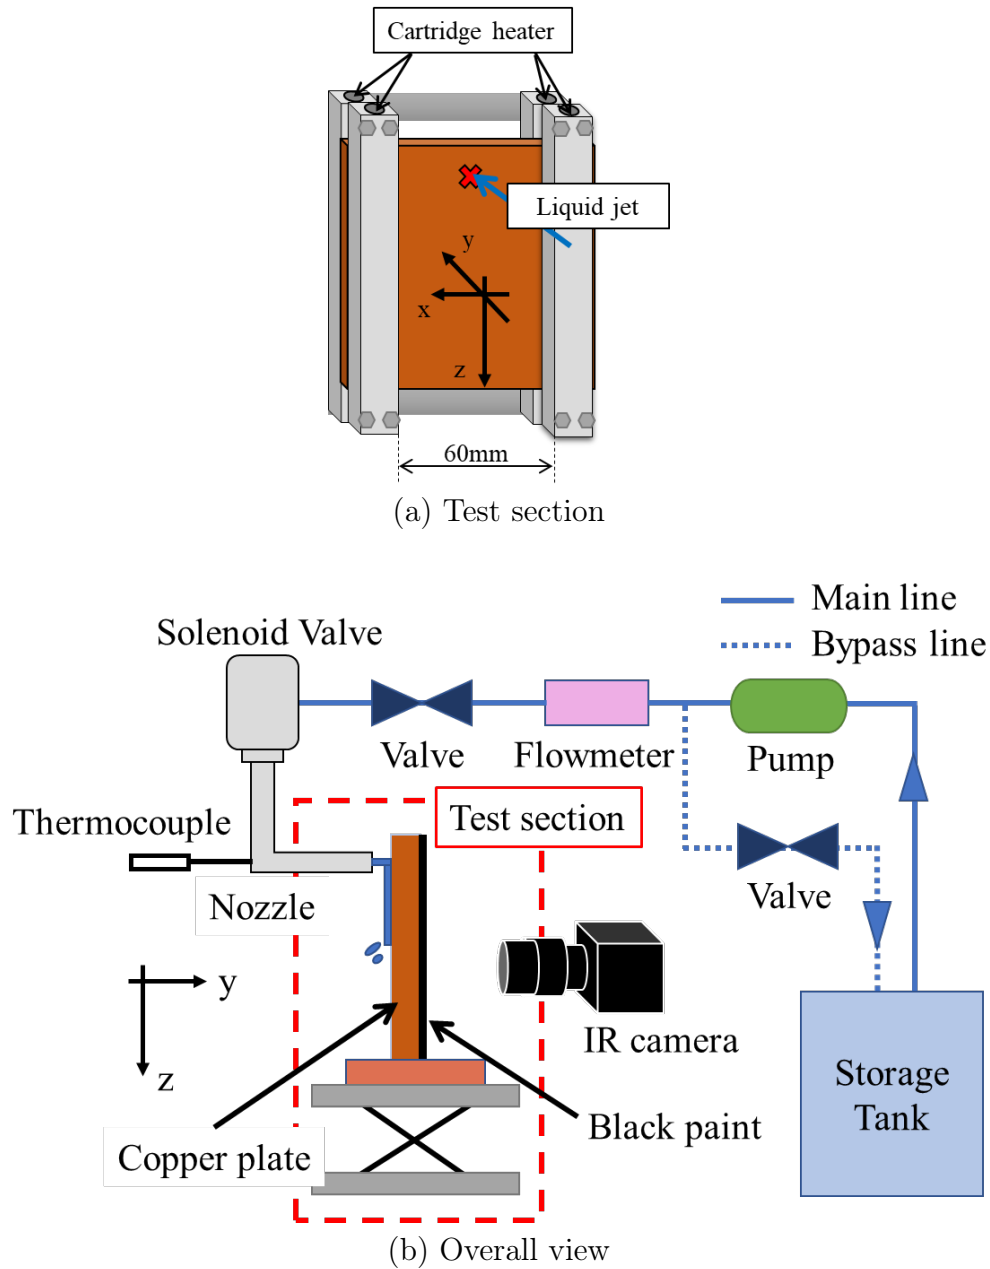 Cartridge heater
Liquid jet
y
x
z
60mm
(a) Test section
Main line
Bypass line
Solenoid Valve
Valve
Flowmeter
Pump
Test section
Thermocouple
Valve
Nozzle
y
z
IR camera
Storage
Tank
Black paint
Copper plate
(b) Overall view